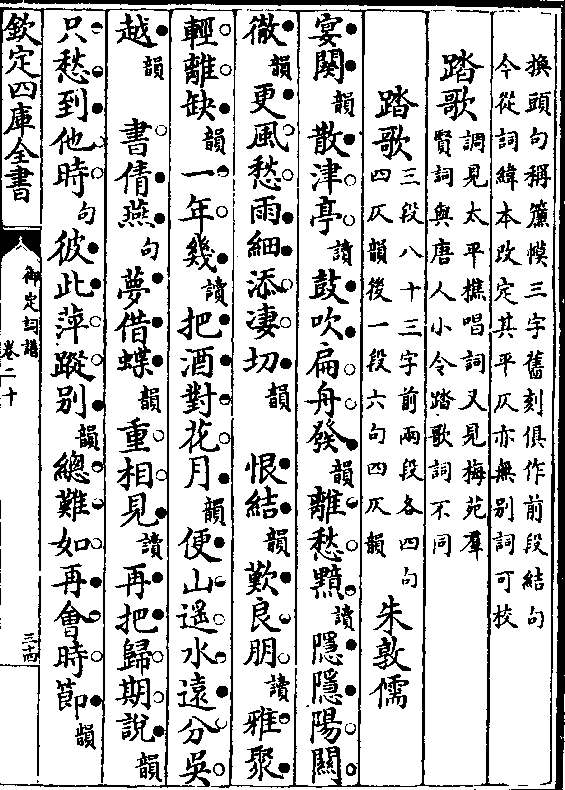 換頭句稱簾幙三字舊刻俱作前段結句
今從詞緯本改定其平仄亦無别詞可校
踏歌
調見太平樵唱詞又見梅苑羣
賢詞與唐人小令踏歌詞不同
踏歌
三段八十三字前兩段各四句
四仄韻後一段六句四仄韻
朱敦儒
宴闋韻散津亭讀鼓吹扁舟發韻離愁黯讀隱隱陽關
徹韻更風愁雨細添凄切韻 恨結韻歎良朋讀雅聚
輕離缺韻一年幾讀把酒對花月韻便山遥水遠分吳
越韻 書倩燕句夢借蝶韻重相見讀再把歸期說韻
只愁到他時句彼此萍蹤别韻總難如再會時節韻
欽定四庫全書
御定詞譜
卷二十
三十四